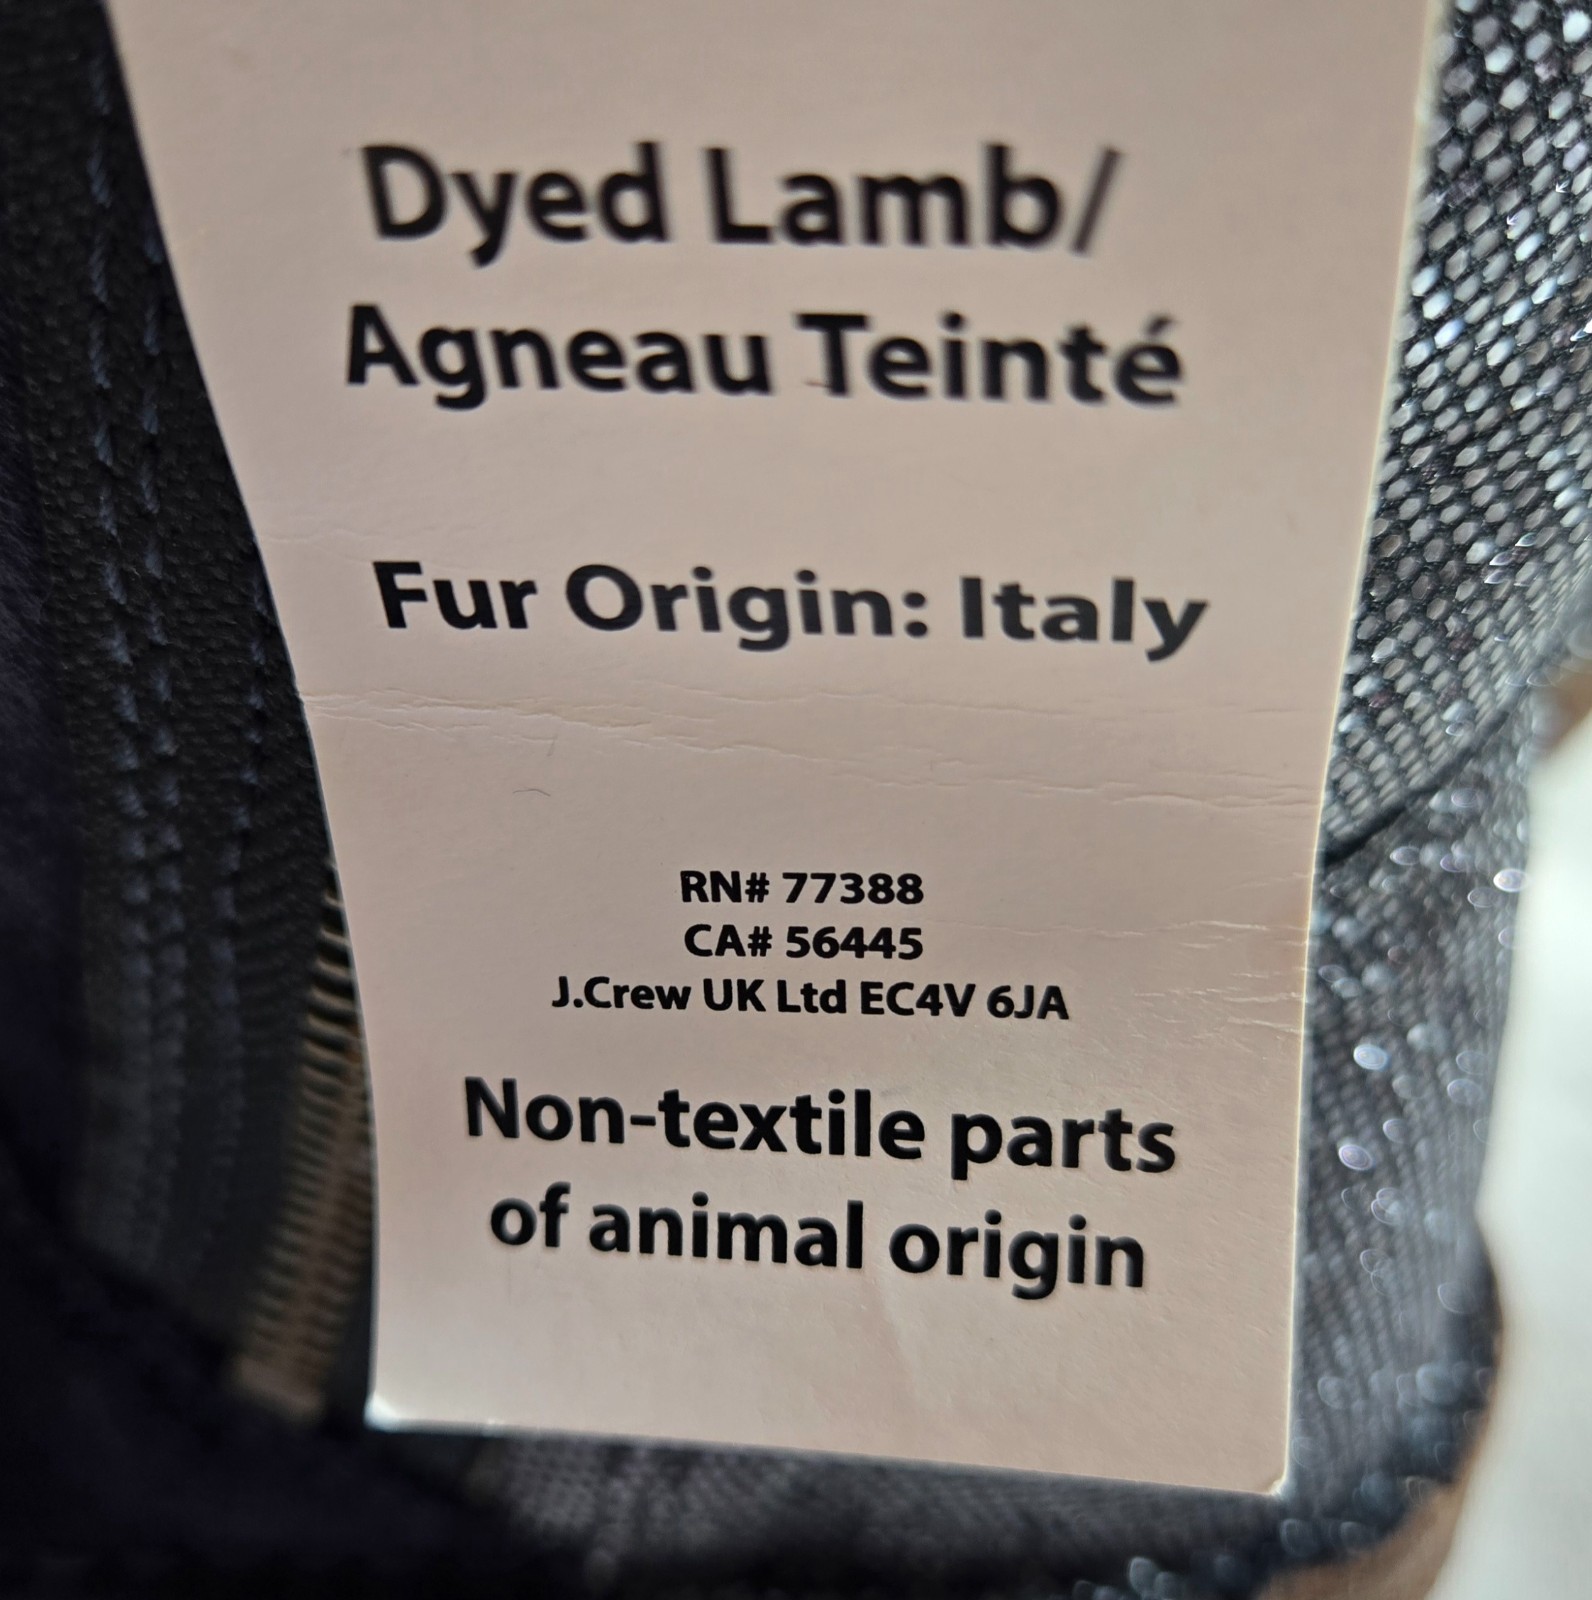 Dyed Lamb/
Agneau Teinté
Fur Origin: Italy
RN# 77388
CA# 56445
J.Crew UK Ltd EC4V 6JA
Non-textile parts
of animal origin